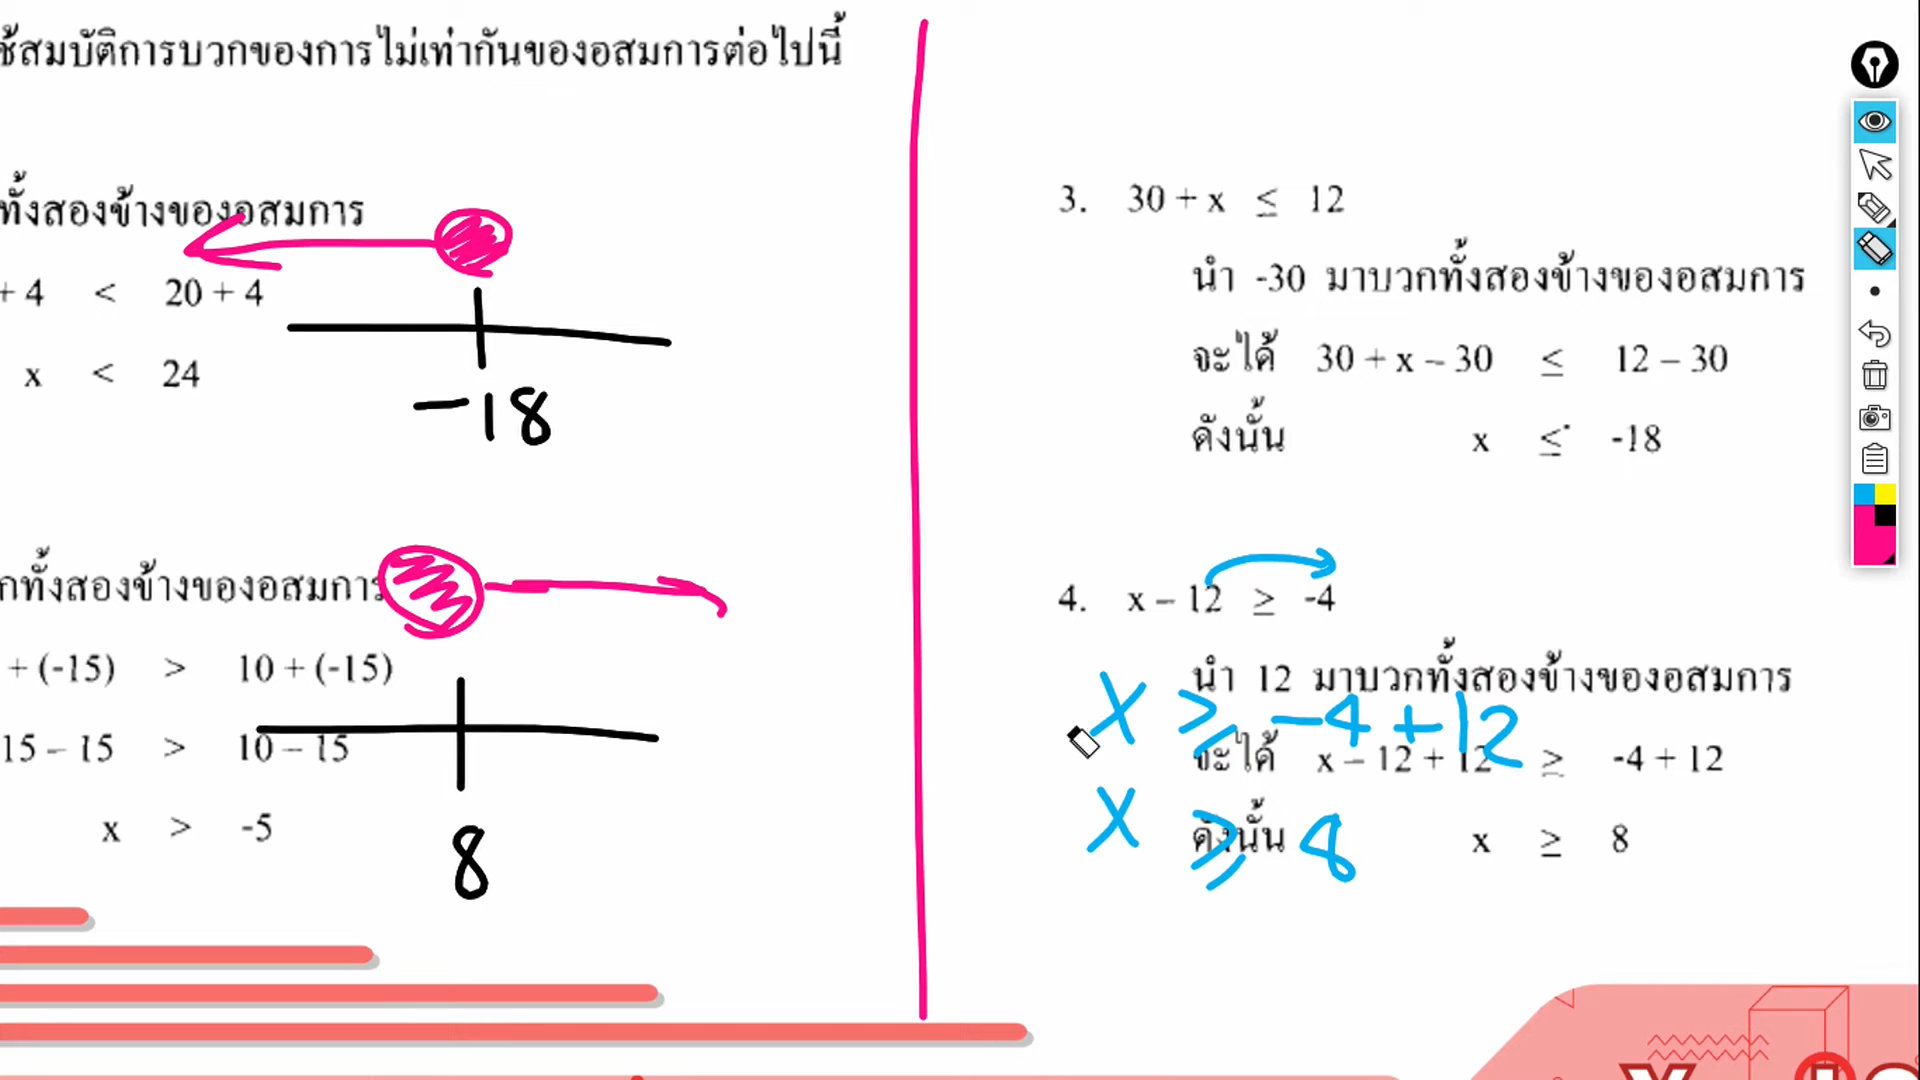 ช้สมบัติการบวกของการไม่เท่ากันของอสมการต่อไปนี้
ทั้งสองข้างของอสมการ
+ 4 < 20 + 4
x < 24
-18
กทั้งสองข้างของอสมการ
+ (-15) > 10 + (-15)
15 – 15 > 10 – 15
x > -5
8
3. 30 + x ≤ 12
นำ -30 มาบวกทั้งสองข้างของอสมการ
จะได้ 30 + x – 30 ≤ 12 – 30
ดังนั้น x ≤ -18
4. x – 12 ≥ -4
นำ 12 มาบวกทั้งสองข้างของอสมการ
x ≥ -4 + 12
จะได้ x – 12 + 12 ≥ -4 + 12
x ≥ 8
ดังนั้น x ≥ 8